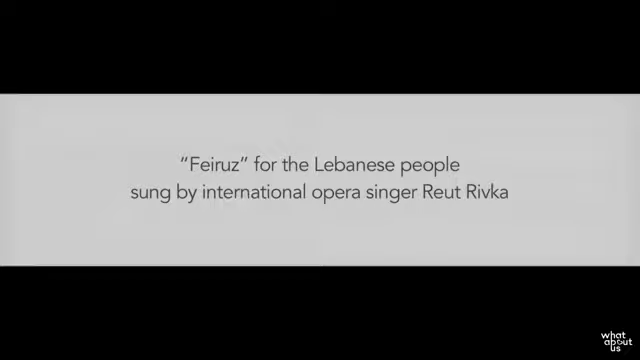 “Feiruz” for the Lebanese people
sung by international opera singer Reut Rivka
what
about
us